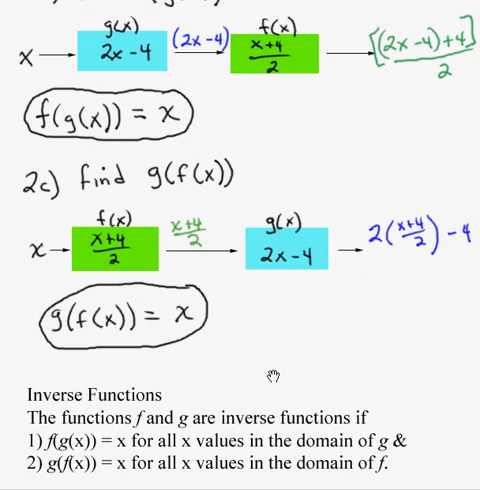 g(x) f(x)
x → 2x - 4 (2x - 4) → (x+4)/2 → [(2x - 4) + 4]/2
f(g(x)) = x
2c) find g(f(x))
f(x) g(x)
x → (x+4)/2 (x+4)/2 → 2x - 4 → 2((x+4)/2) - 4
g(f(x)) = x
Inverse Functions
The functions f and g are inverse functions if
1) f(g(x)) = x for all x values in the domain of g &
2) g(f(x)) = x for all x values in the domain of f.